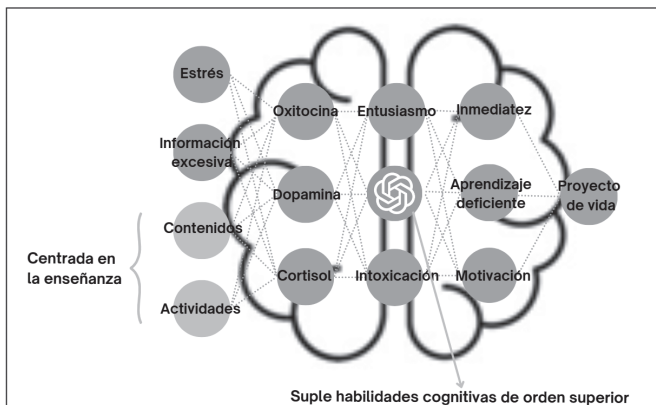 Estrés
Oxitocina
Entusiasmo
Inmediatez
Información
excesiva
Dopamina
Aprendizaje
deficiente
Proyecto
de vida
Contenidos
Centrada en
la enseñanza
Cortisol
Intoxicación
Motivación
Actividades
Suple habilidades cognitivas de orden superior